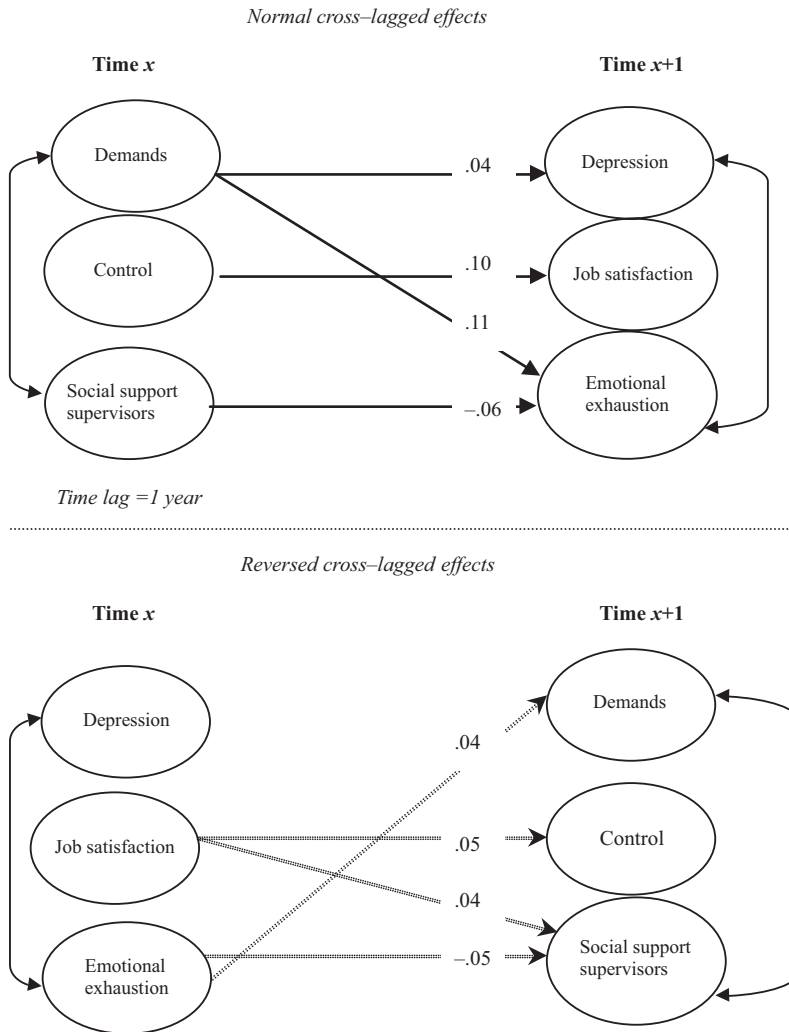 Normal cross–lagged effects
Time x
Time x+1
Demands
.04
Depression
Control
.10
Job satisfaction
.11
Social support
supervisors
–.06
Emotional
exhaustion
Time lag =1 year
Reversed cross–lagged effects
Time x
Time x+1
Depression
.04
Demands
Job satisfaction
.05
Control
.04
Emotional
exhaustion
–.05
Social support
supervisors